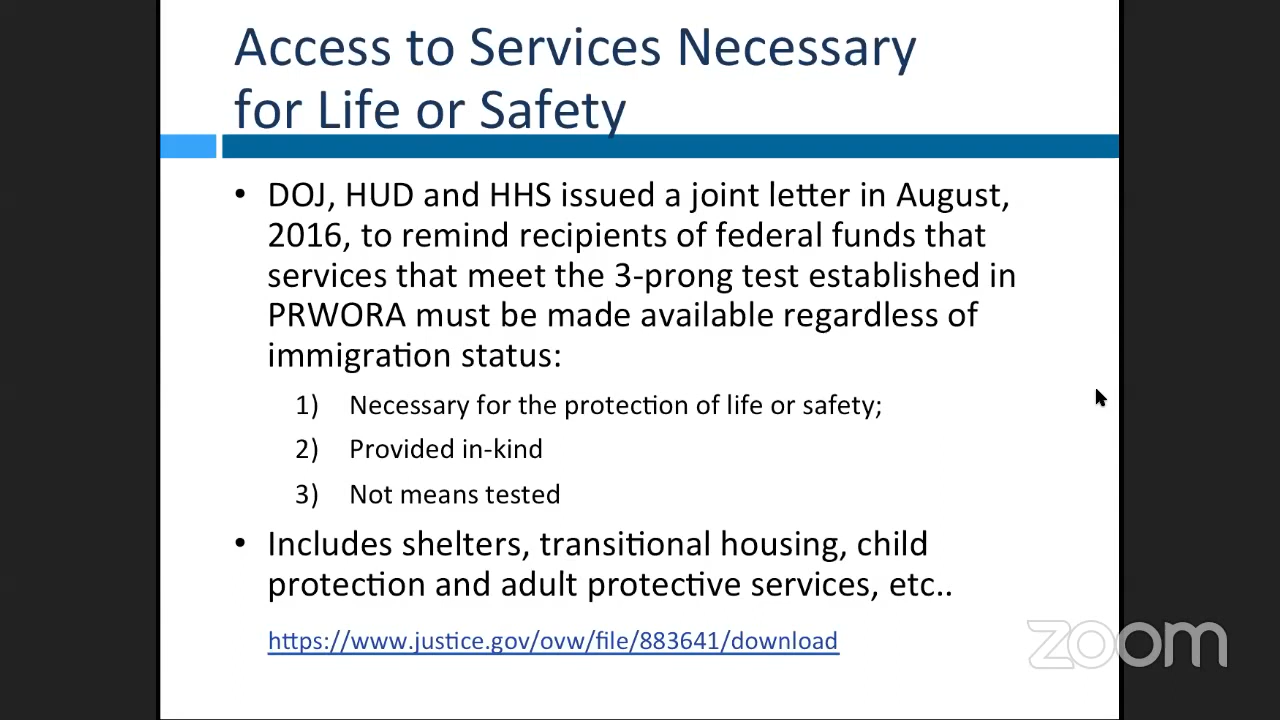 Access to Services Necessary
for Life or Safety
• DOJ, HUD and HHS issued a joint letter in August,
2016, to remind recipients of federal funds that
services that meet the 3-prong test established in
PRWORA must be made available regardless of
immigration status:
1) Necessary for the protection of life or safety;
2) Provided in-kind
3) Not means tested
• Includes shelters, transitional housing, child
protection and adult protective services, etc..
https://www.justice.gov/ovw/file/883641/download
zoom